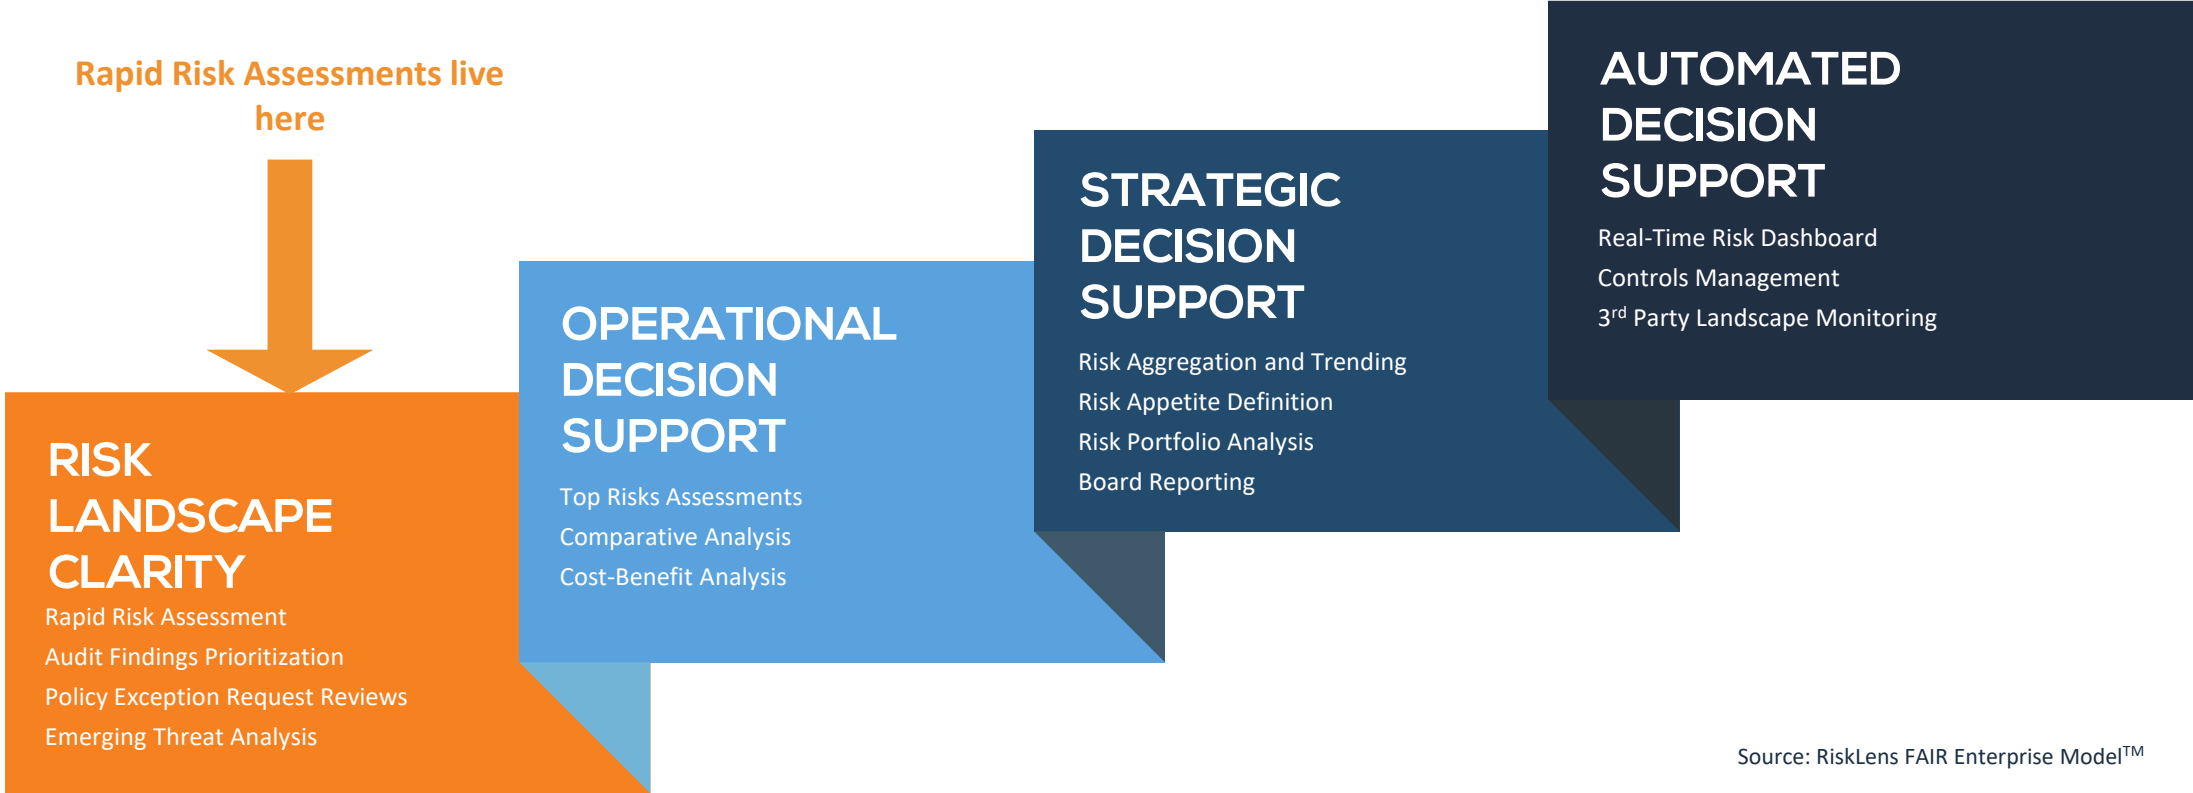 Rapid Risk Assessments live
here
RISK
LANDSCAPE
CLARITY
Rapid Risk Assessment
Audit Findings Prioritization
Policy Exception Request Reviews
Emerging Threat Analysis
OPERATIONAL
DECISION
SUPPORT
Top Risks Assessments
Comparative Analysis
Cost-Benefit Analysis
STRATEGIC
DECISION
SUPPORT
Risk Aggregation and Trending
Risk Appetite Definition
Risk Portfolio Analysis
Board Reporting
AUTOMATED
DECISION
SUPPORT
Real-Time Risk Dashboard
Controls Management
3rd Party Landscape Monitoring
Source: RiskLens FAIR Enterprise Model™